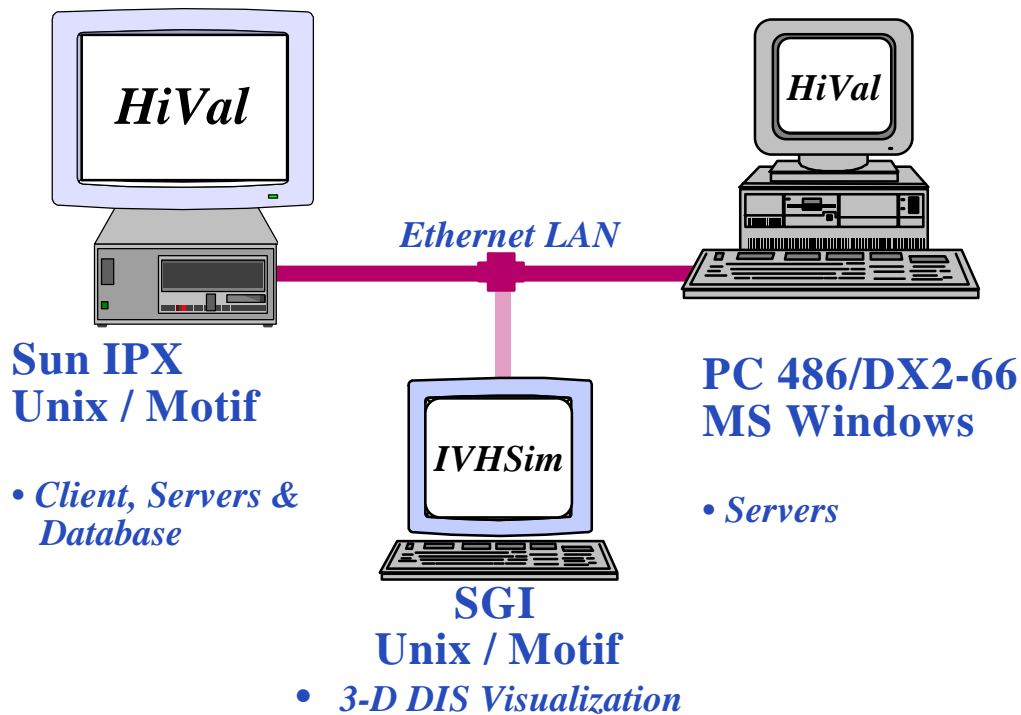 HiVal
HiVal
Ethernet LAN
Sun IPX
Unix / Motif
• Client, Servers &
Database
PC 486/DX2-66
MS Windows
• Servers
IVHSim
SGI
Unix / Motif
• 3-D DIS Visualization